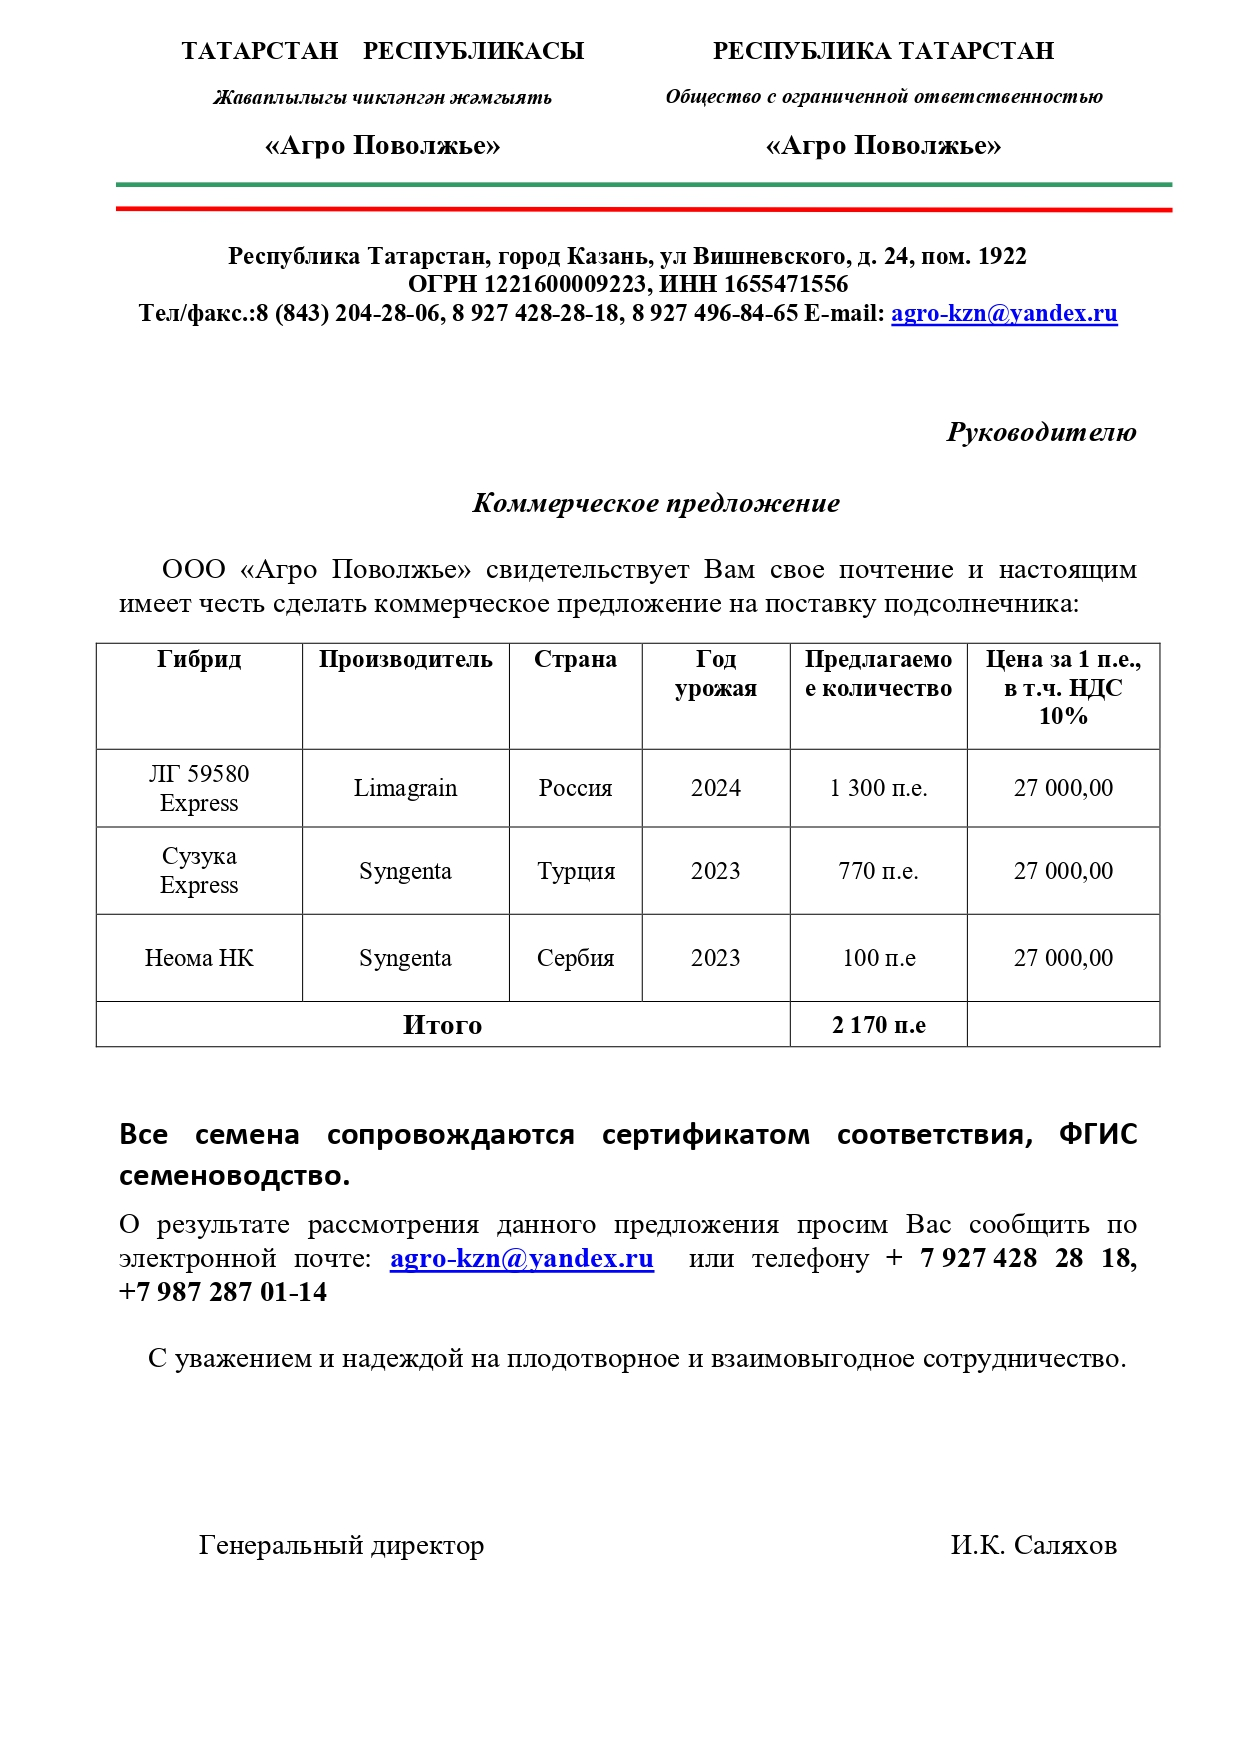 ТАТАРСТАН РЕСПУБЛИКАСЫ
Җаваплылыгы чикләнгән җәмгыять
«Агро Поволжье»
РЕСПУБЛИКА ТАТАРСТАН
Общество с ограниченной ответственностью
«Агро Поволжье»
Республика Татарстан, город Казань, ул Вишневского, д. 24, пом. 1922
ОГРН 1221600009223, ИНН 1655471556
Тел/факс.:8 (843) 204-28-06, 8 927 428-28-18, 8 927 496-84-65 E-mail: agro-kzn@yandex.ru
Руководителю
Коммерческое предложение
ООО «Агро Поволжье» свидетельствует Вам свое почтение и настоящим
имеет честь сделать коммерческое предложение на поставку подсолнечника:
Гибрид
Производитель
Страна
Год
урожая
Предлагаемо
е количество
Цена за 1 п.е.,
в т.ч. НДС
10%
ЛГ 59580
Express
Limagrain
Россия
2024
1 300 п.е.
27 000,00
Сузука
Express
Syngenta
Турция
2023
770 п.е.
27 000,00
Неома НК
Syngenta
Сербия
2023
100 п.е
27 000,00
Итого
2 170 п.е
Все семена сопровождаются сертификатом соответствия, ФГИС
семеноводство.
О результате рассмотрения данного предложения просим Вас сообщить по
электронной почте: agro-kzn@yandex.ru или телефону + 7 927 428 28 18,
+7 987 287 01-14
С уважением и надеждой на плодотворное и взаимовыгодное сотрудничество.
Генеральный директор
И.К. Саляхов